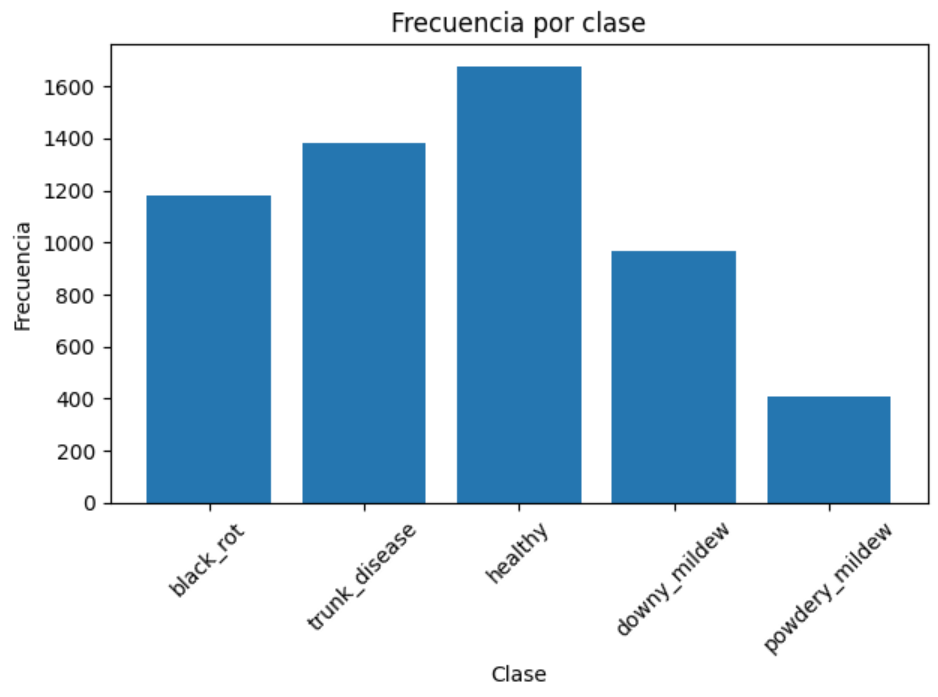 Frecuencia por clase
Frecuencia
1600
1400
1200
1000
800
600
400
200
0
black_rot
trunk_disease
healthy
downy_mildew
powdery_mildew
Clase